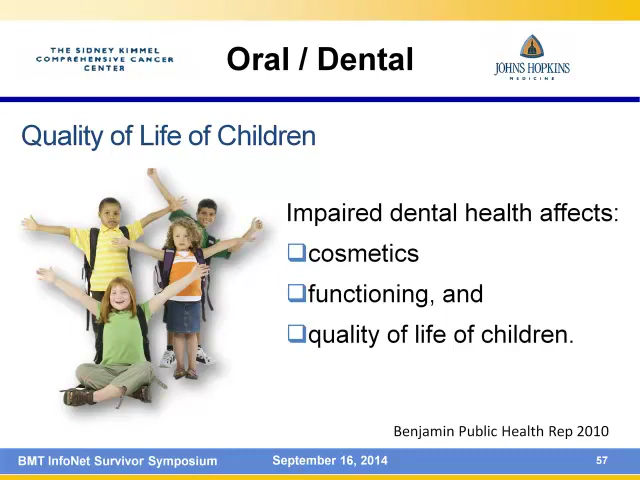 THE SIDNEY KIMMEL
COMPREHENSIVE CANCER
CENTER
Oral / Dental
JOHNS HOPKINS
MEDICINE
Quality of Life of Children
Impaired dental health affects:
cosmetics
functioning, and
quality of life of children.
Benjamin Public Health Rep 2010
BMT InfoNet Survivor Symposium
September 16, 2014
57